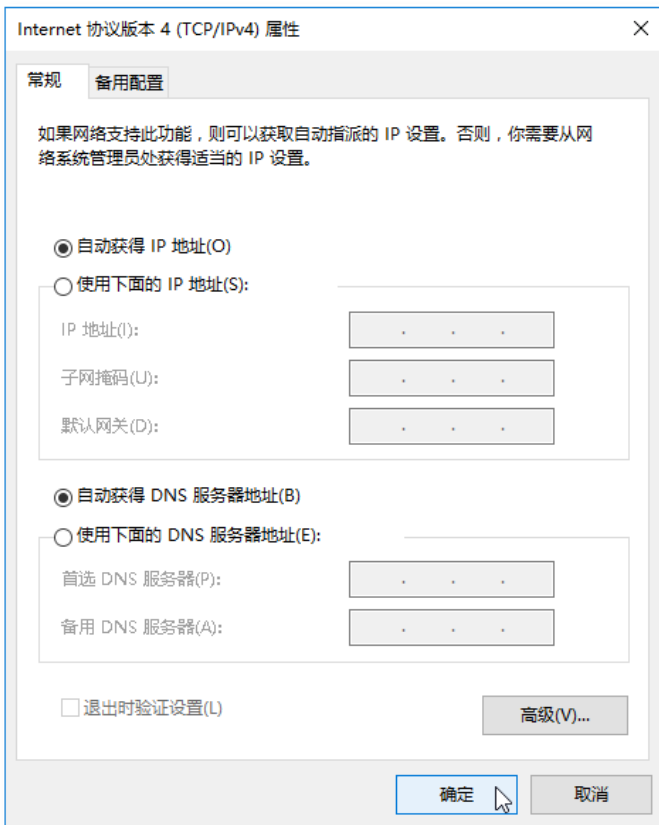 Internet 协议版本 4 (TCP/IPv4) 属性
常规
备用配置
如果网络支持此功能，则可以获取自动指派的 IP 设置。否则，你需要从网
络系统管理员处获得适当的 IP 设置。
自动获得 IP 地址(O)
使用下面的 IP 地址(S):
IP 地址(I):
子网掩码(U):
默认网关(D):
自动获得 DNS 服务器地址(B)
使用下面的 DNS 服务器地址(E):
首选 DNS 服务器(P):
备用 DNS 服务器(A):
退出时验证设置(L)
高级(V)...
确定
取消